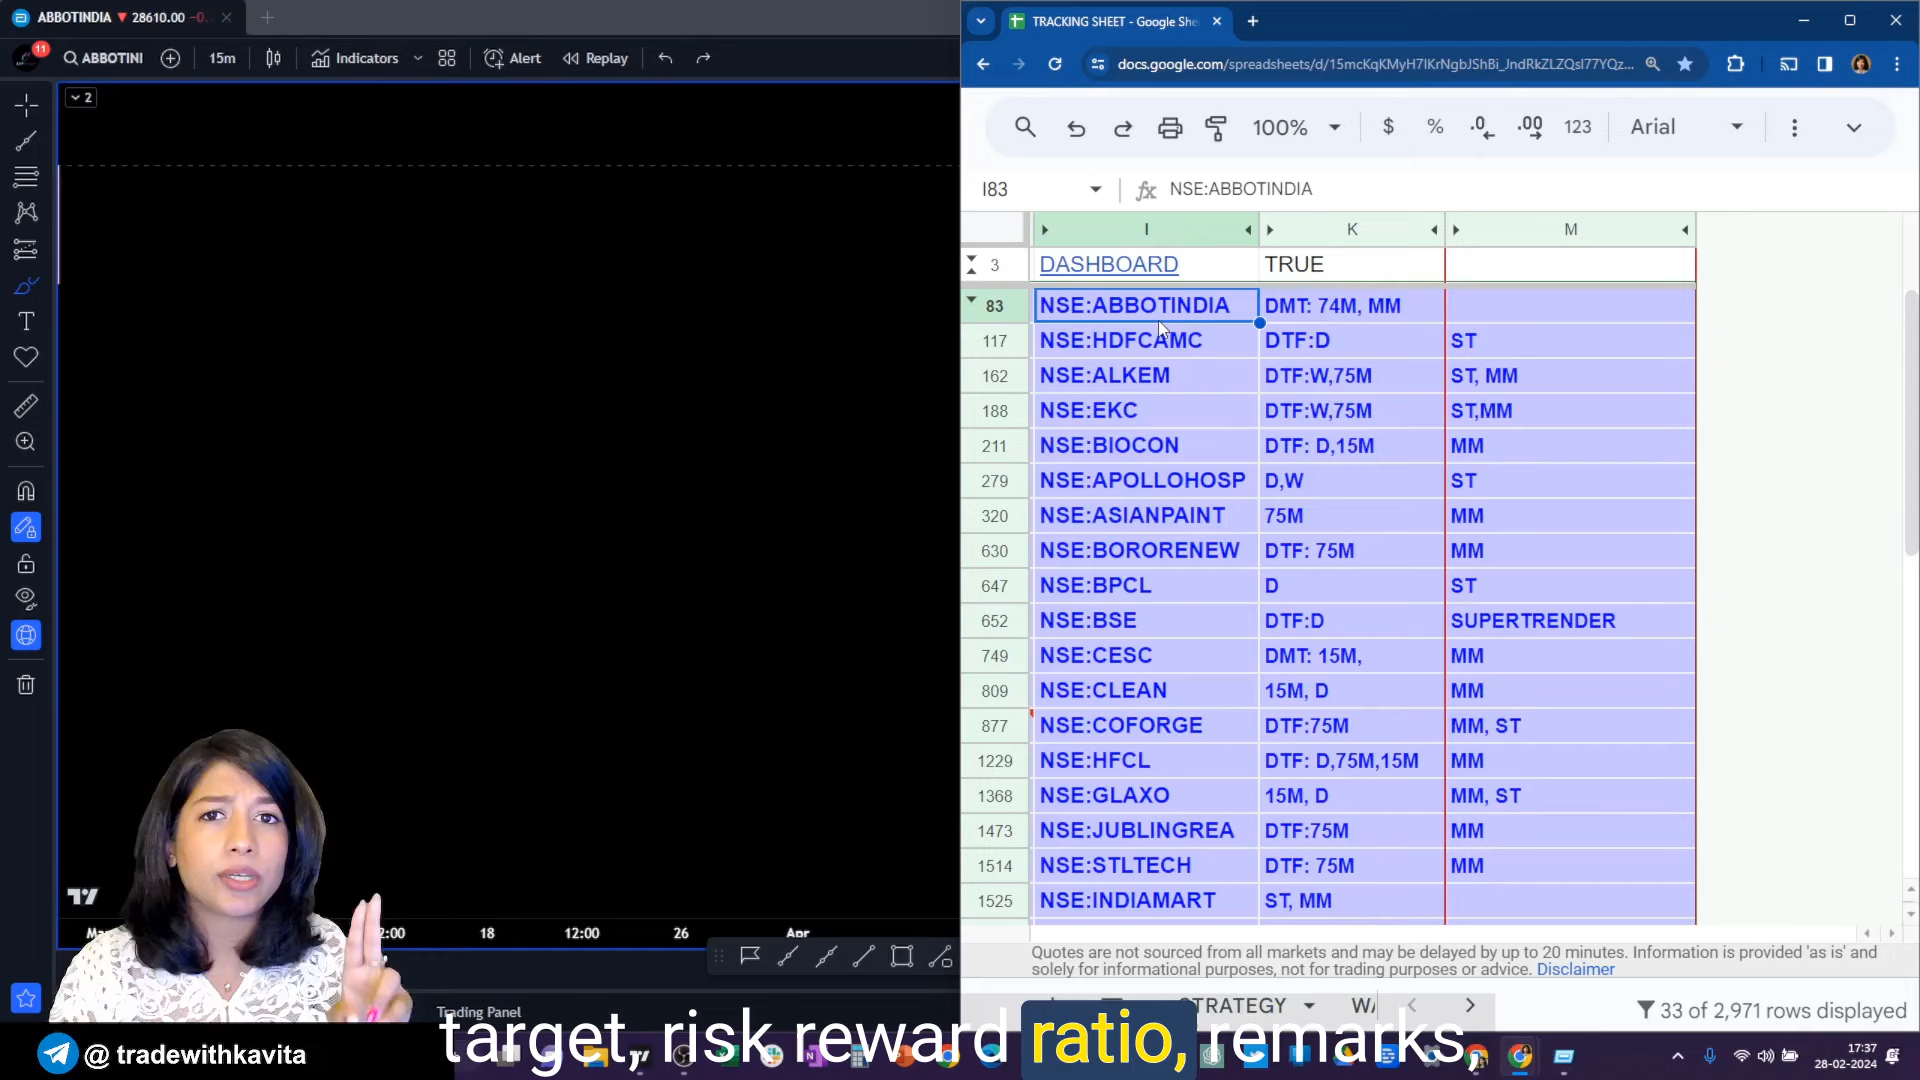 ABBOTINDIA ▼ 28610.00 -0.
11
ABBOTINI
15m
Indicators
Alert
Replay
2
12:00
18
12:00
26
Apr
Trading Panel
TRACKING SHEET - Google She
docs.google.com/spreadsheets/d/15mcKqKMyH7IKrNgbJShBi_JndRkZLZQsI77YQz...
100%
$
%
.0
.00
123
Arial
I83
fx
NSE:ABBOTINDIA
I
K
M
3 DASHBOARD TRUE
83 NSE:ABBOTINDIA DMT: 74M, MM
117 NSE:HDFCAMC DTF:D ST
162 NSE:ALKEM DTF:W,75M ST, MM
188 NSE:EKC DTF:W,75M ST,MM
211 NSE:BIOCON DTF: D,15M MM
279 NSE:APOLLOHOSP D,W ST
320 NSE:ASIANPAINT 75M MM
630 NSE:BORORENEW DTF: 75M MM
647 NSE:BPCL D ST
652 NSE:BSE DTF:D SUPERTRENDER
749 NSE:CESC DMT: 15M, MM
809 NSE:CLEAN 15M, D MM
877 NSE:COFORGE DTF:75M MM, ST
1229 NSE:HFCL DTF: D,75M,15M MM
1368 NSE:GLAXO 15M, D MM, ST
1473 NSE:JUBLINGREA DTF:75M MM
1514 NSE:STLTECH DTF: 75M MM
1525 NSE:INDIAMART ST, MM
Quotes are not sourced from all markets and may be delayed by up to 20 minutes. Information is provided 'as is' and
solely for informational purposes, not for trading purposes or advice. Disclaimer
STRATEGY
33 of 2,971 rows displayed
target, risk reward ratio, remarks,
@ tradewithkavita
17:37
28-02-2024